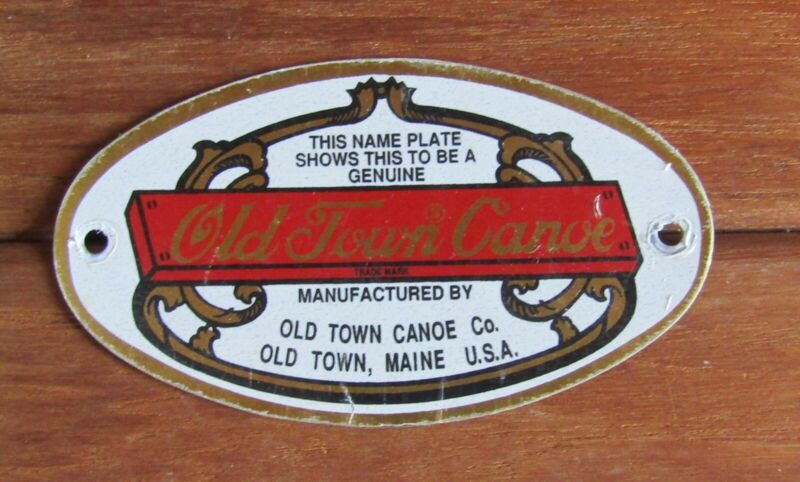 THIS NAME PLATE
SHOWS THIS TO BE A
GENUINE
Old Town® Canoe
TRADE MARK
MANUFACTURED BY
OLD TOWN CANOE Co.
OLD TOWN, MAINE U.S.A.